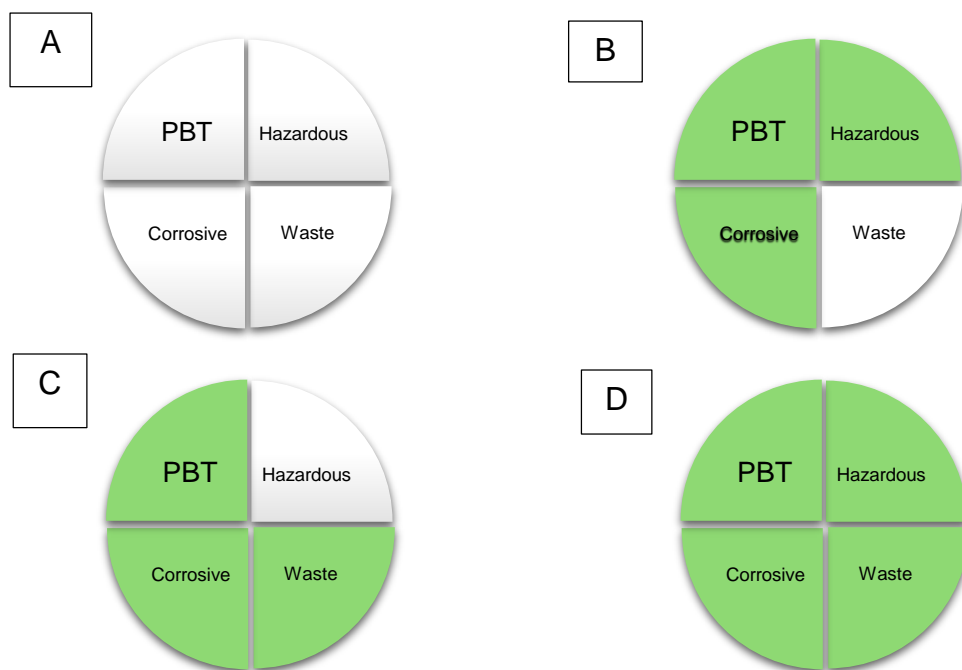 A
PBT
Hazardous
Corrosive
Waste
B
PBT
Hazardous
Corrosive
Waste
C
PBT
Hazardous
Corrosive
Waste
D
PBT
Hazardous
Corrosive
Waste